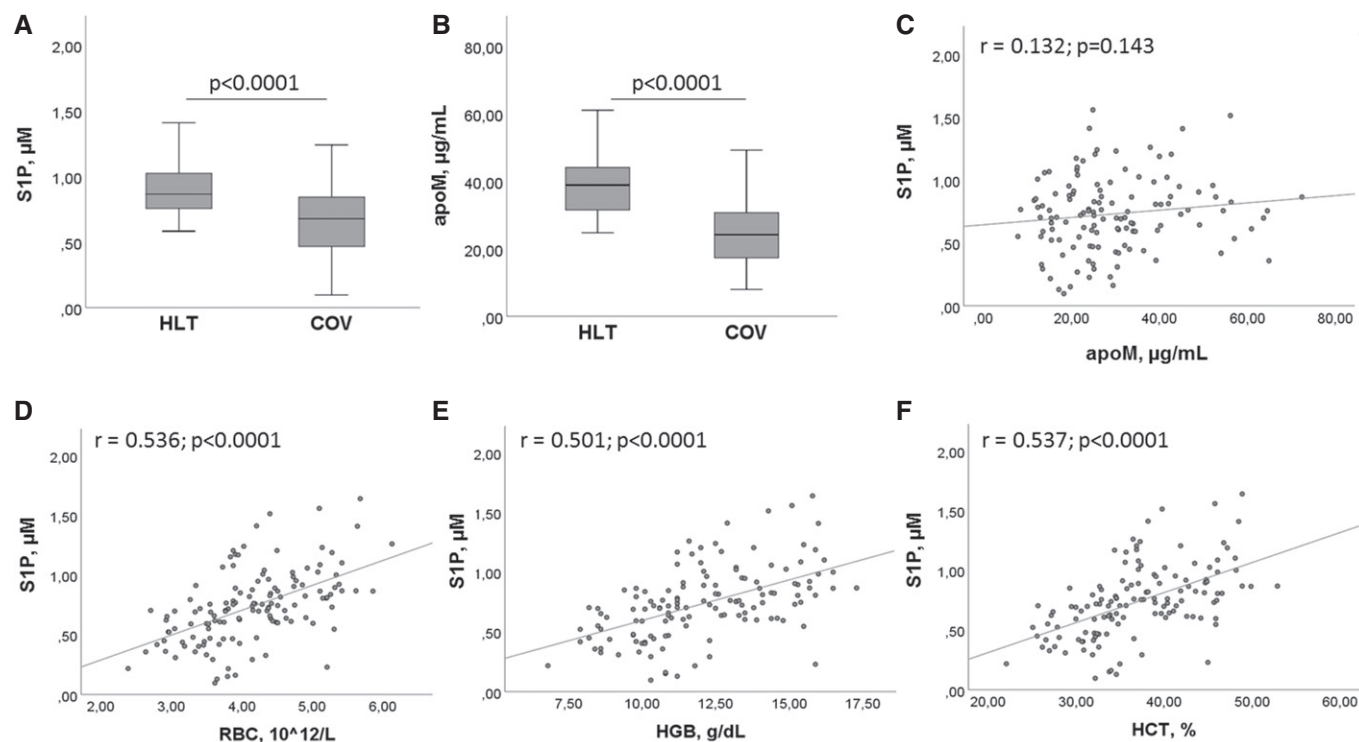 A
2,00
1,50
1,00
,50
,00
S1P, µM
p<0.0001
HLT COV
B
80,00
60,00
40,00
20,00
,00
apoM, µg/mL
p<0.0001
HLT COV
C
r = 0.132; p=0.143
2,00
1,50
1,00
,50
,00
S1P, µM
,00 20,00 40,00 60,00 80,00
apoM, µg/mL
D
r = 0.536; p<0.0001
2,00
1,50
1,00
,50
,00
S1P, µM
2,00 3,00 4,00 5,00 6,00
RBC, 10^12/L
E
r = 0.501; p<0.0001
2,00
1,50
1,00
,50
,00
S1P, µM
7,50 10,00 12,50 15,00 17,50
HGB, g/dL
F
r = 0.537; p<0.0001
2,00
1,50
1,00
,50
,00
S1P, µM
20,00 30,00 40,00 50,00 60,00
HCT, %